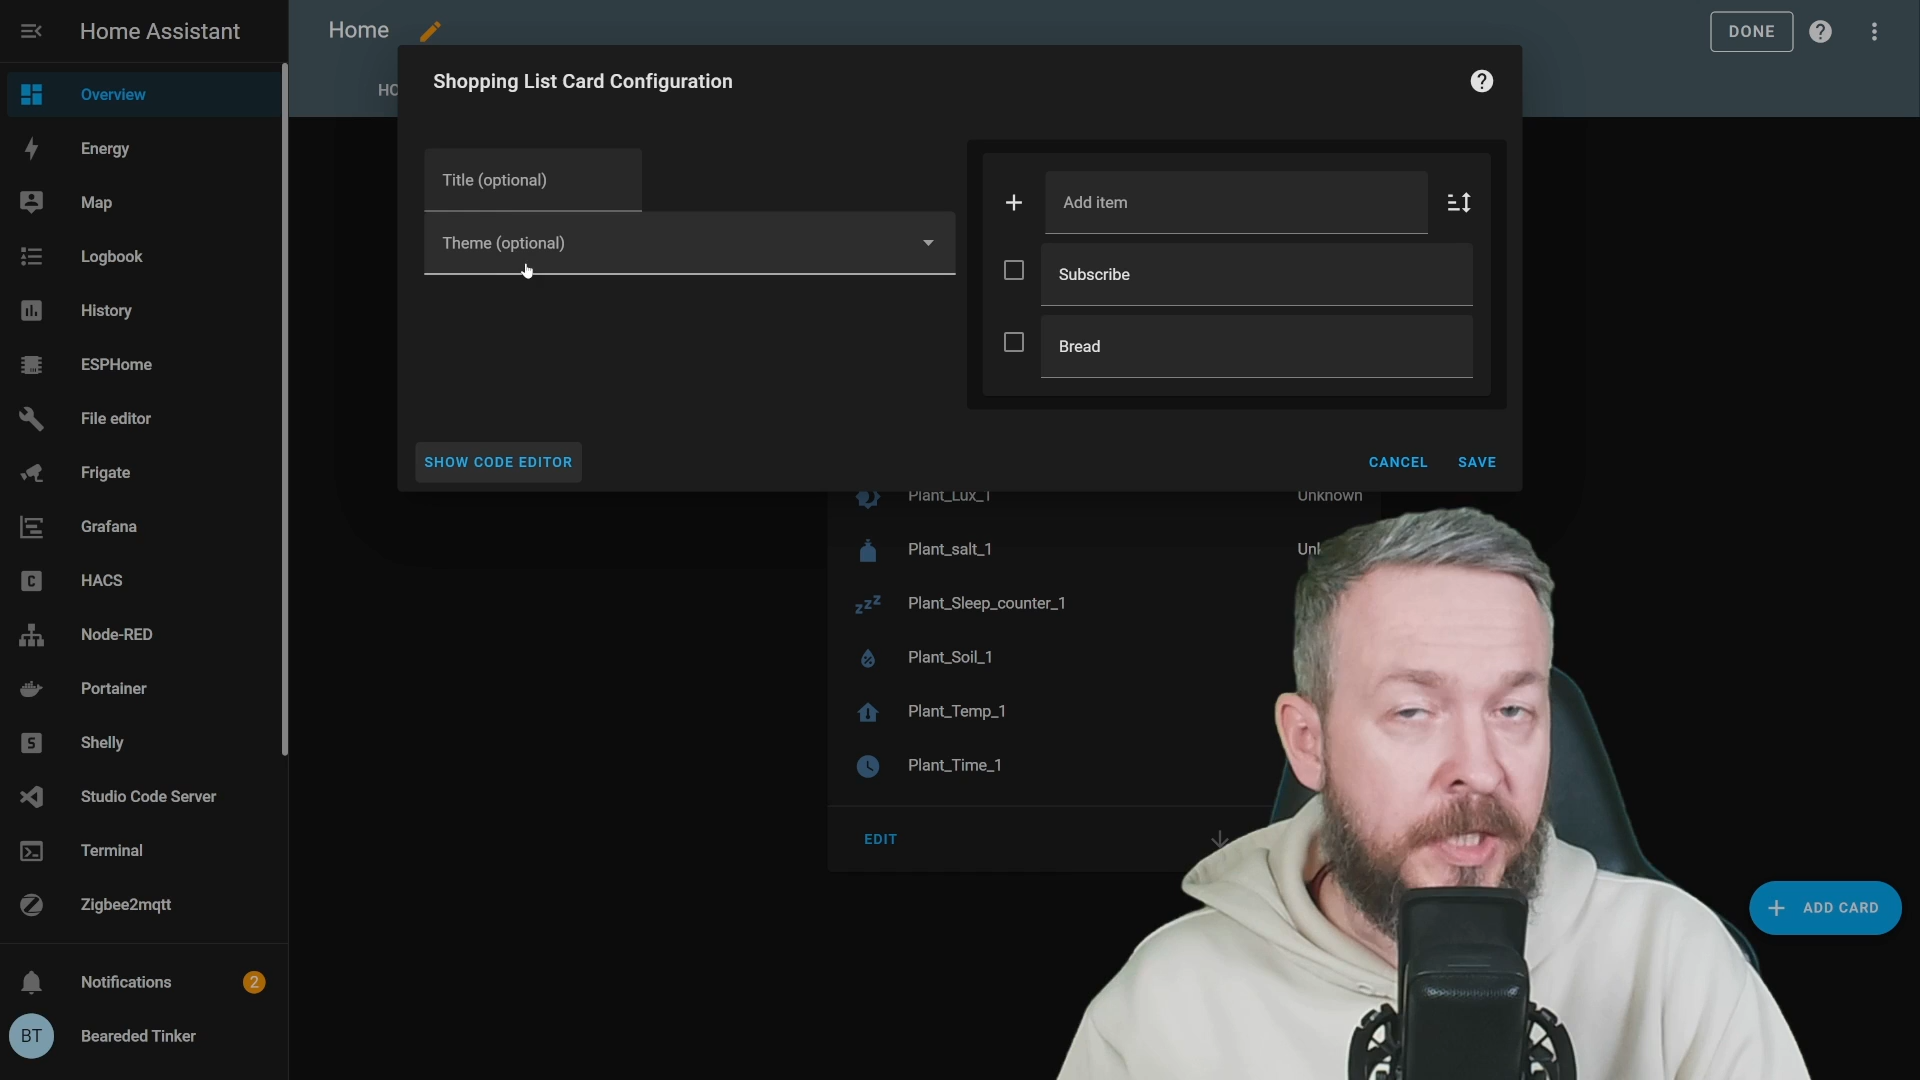 Home Assistant
Overview
Energy
Map
Logbook
History
ESPHome
File editor
Frigate
Grafana
HACS
Node-RED
Portainer
Shelly
Studio Code Server
Terminal
Zigbee2mqtt
Notifications
2
BT
Beareded Tinker
Home
DONE
HO
Shopping List Card Configuration
Title (optional)
Theme (optional)
Add item
Subscribe
Bread
SHOW CODE EDITOR
CANCEL
SAVE
Plant_Lux_1
Unknown
Plant_salt_1
Unl
Plant_Sleep_counter_1
Plant_Soil_1
Plant_Temp_1
Plant_Time_1
EDIT
ADD CARD